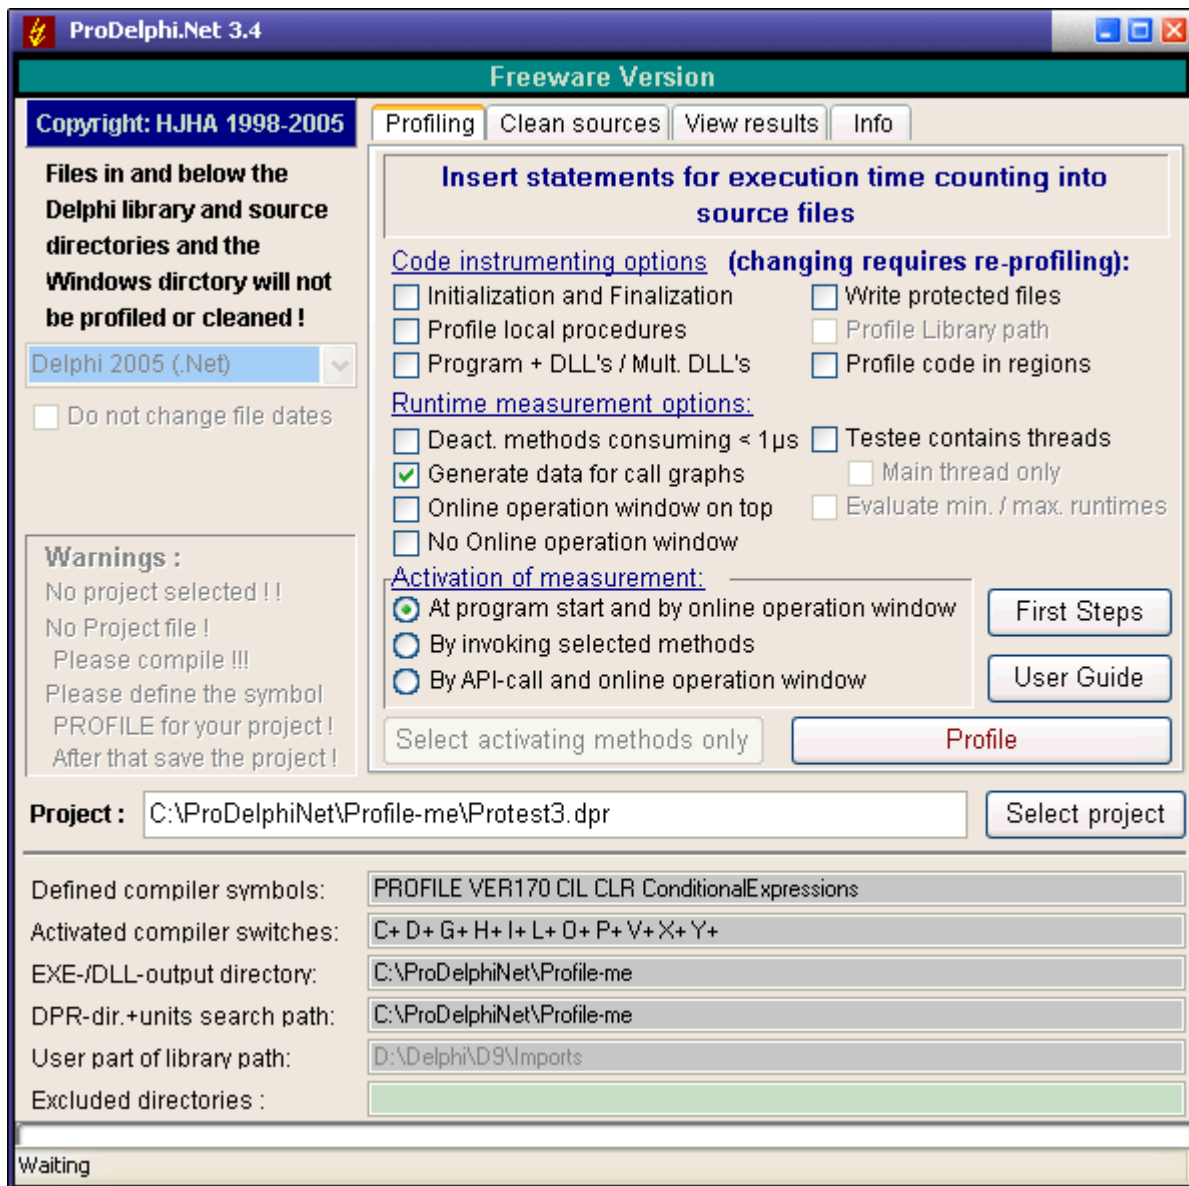 ProDelphi.Net 3.4
Freeware Version
Copyright: HJHA 1998-2005
Files in and below the
Delphi library and source
directories and the
Windows dirctory will not
be profiled or cleaned !
Delphi 2005 (.Net)
Do not change file dates
Warnings :
No project selected ! !
No Project file !
Please compile !!!
Please define the symbol
PROFILE for your project !
After that save the project !
Profiling
Clean sources
View results
Info
Insert statements for execution time counting into
source files
Code instrumenting options (changing requires re-profiling):
Initialization and Finalization
Write protected files
Profile local procedures
Profile Library path
Program + DLL's / Mult. DLL's
Profile code in regions
Runtime measurement options:
Deact. methods consuming < 1µs
Testee contains threads
Generate data for call graphs
Main thread only
Online operation window on top
Evaluate min. / max. runtimes
No Online operation window
Activation of measurement:
At program start and by online operation window
By invoking selected methods
By API-call and online operation window
First Steps
User Guide
Select activating methods only
Profile
Project : C:\ProDelphiNet\Profile-me\Protest3.dpr
Select project
Defined compiler symbols: PROFILE VER170 CIL CLR ConditionalExpressions
Activated compiler switches: C+ D+ G+ H+ I+ L+ O+ P+ V+ X+ Y+
EXE-/DLL-output directory: C:\ProDelphiNet\Profile-me
DPR-dir.+units search path: C:\ProDelphiNet\Profile-me
User part of library path: D:\Delphi\D9\Imports
Excluded directories :
Waiting